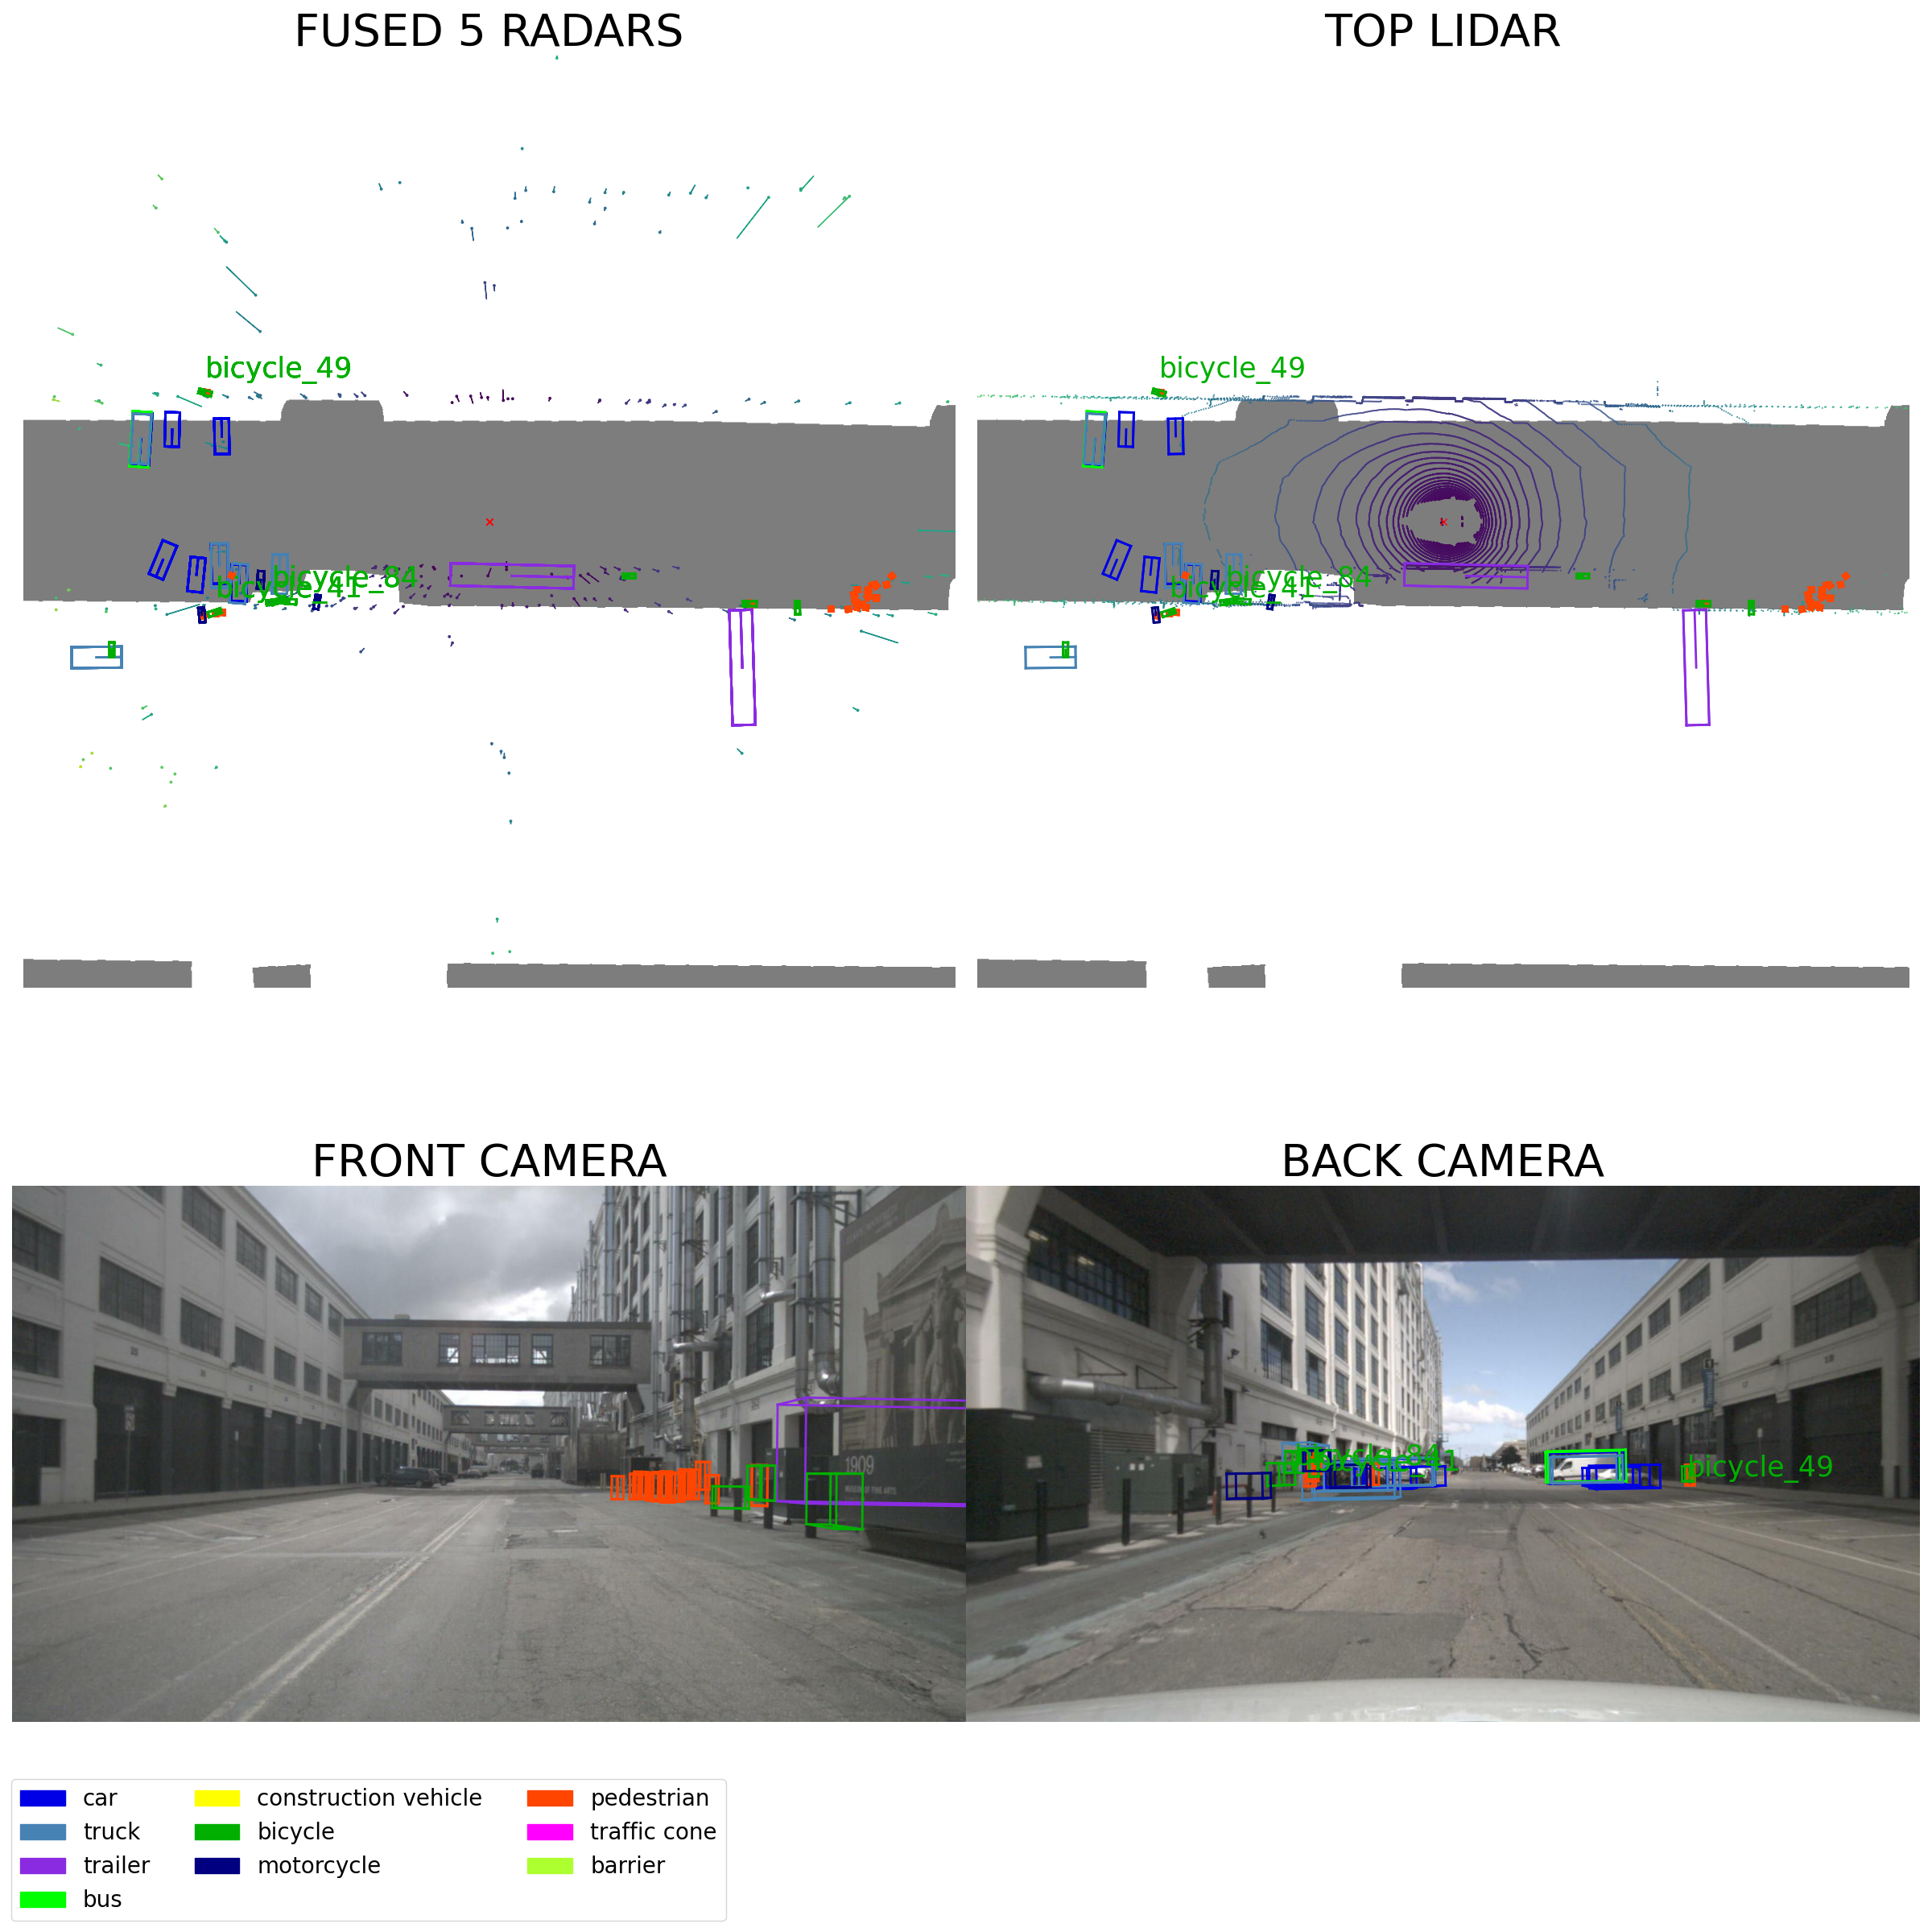 FUSED 5 RADARS
TOP LIDAR
bicycle_49
bicycle_49
bicycle_84
bicycle_41
bicycle_84
bicycle_41
FRONT CAMERA
BACK CAMERA
1909
bicycle_84
bicycle_49
car
truck
trailer
bus
construction vehicle
bicycle
motorcycle
pedestrian
traffic cone
barrier